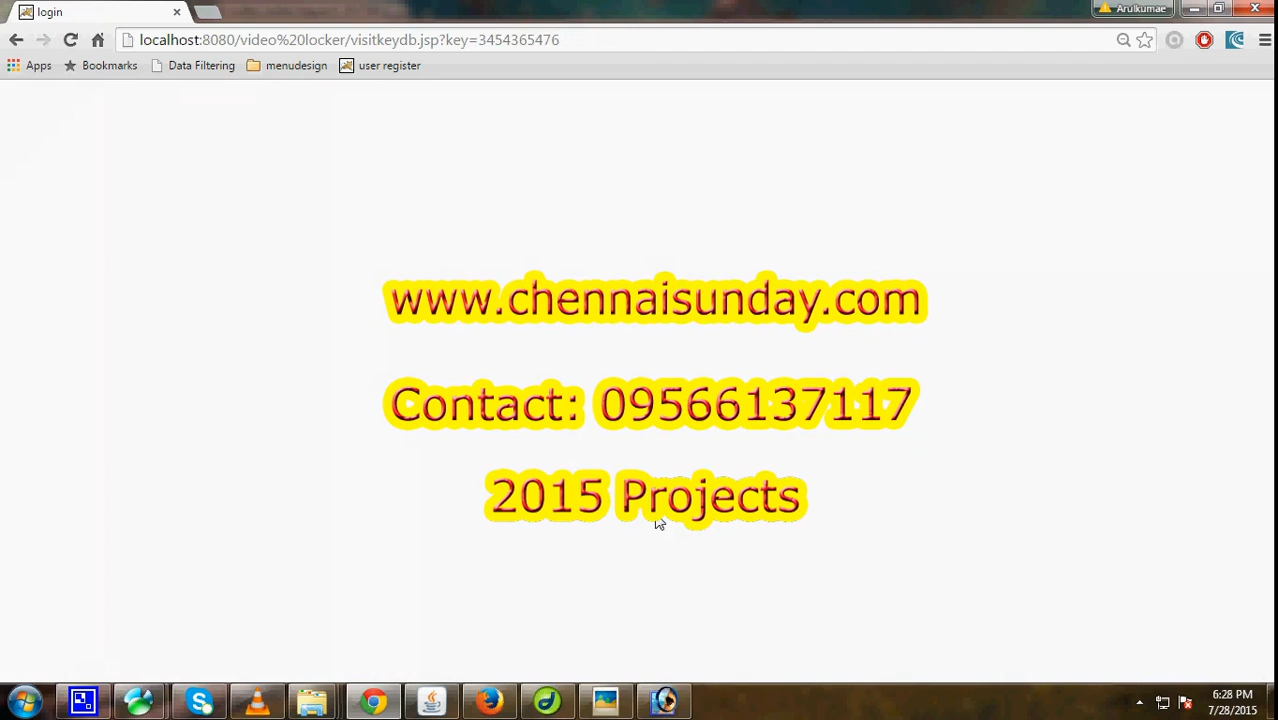 login
Arulkumae
localhost:8080/video%20locker/visitkeydb.jsp?key=3454365476
Apps Bookmarks Data Filtering menudesign user register
www.chennaisunday.com
Contact: 09566137117
2015 Projects
6:28 PM
7/28/2015